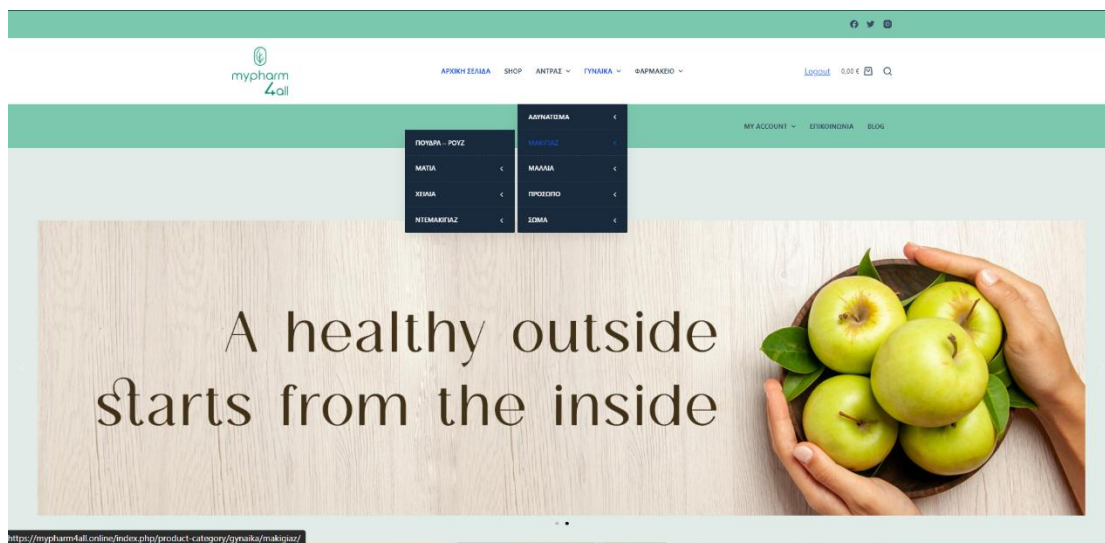 mypharm
4all
ΑΡΧΙΚΗ ΣΕΛΙΔΑ SHOP ΑΝΤΡΑΣ ΓΥΝΑΙΚΑ ΦΑΡΜΑΚΕΙΟ Logout 0,00 €
ΑΔΥΝΑΤΙΣΜΑ
MY ACCOUNT ΕΠΙΚΟΙΝΩΝΙΑ BLOG
ΠΟΥΔΡΑ – ΡΟΥΖ ΜΑΚΙΓΙΑΖ
ΜΑΤΙΑ ΜΑΛΛΙΑ
ΧΕΙΛΙΑ ΠΡΟΣΩΠΟ
ΝΤΕΜΑΚΙΓΙΑΖ ΣΩΜΑ
A healthy outside
starts from the inside
https://mypharm4all.online/index.php/product-category/gynaika/makigiaz/